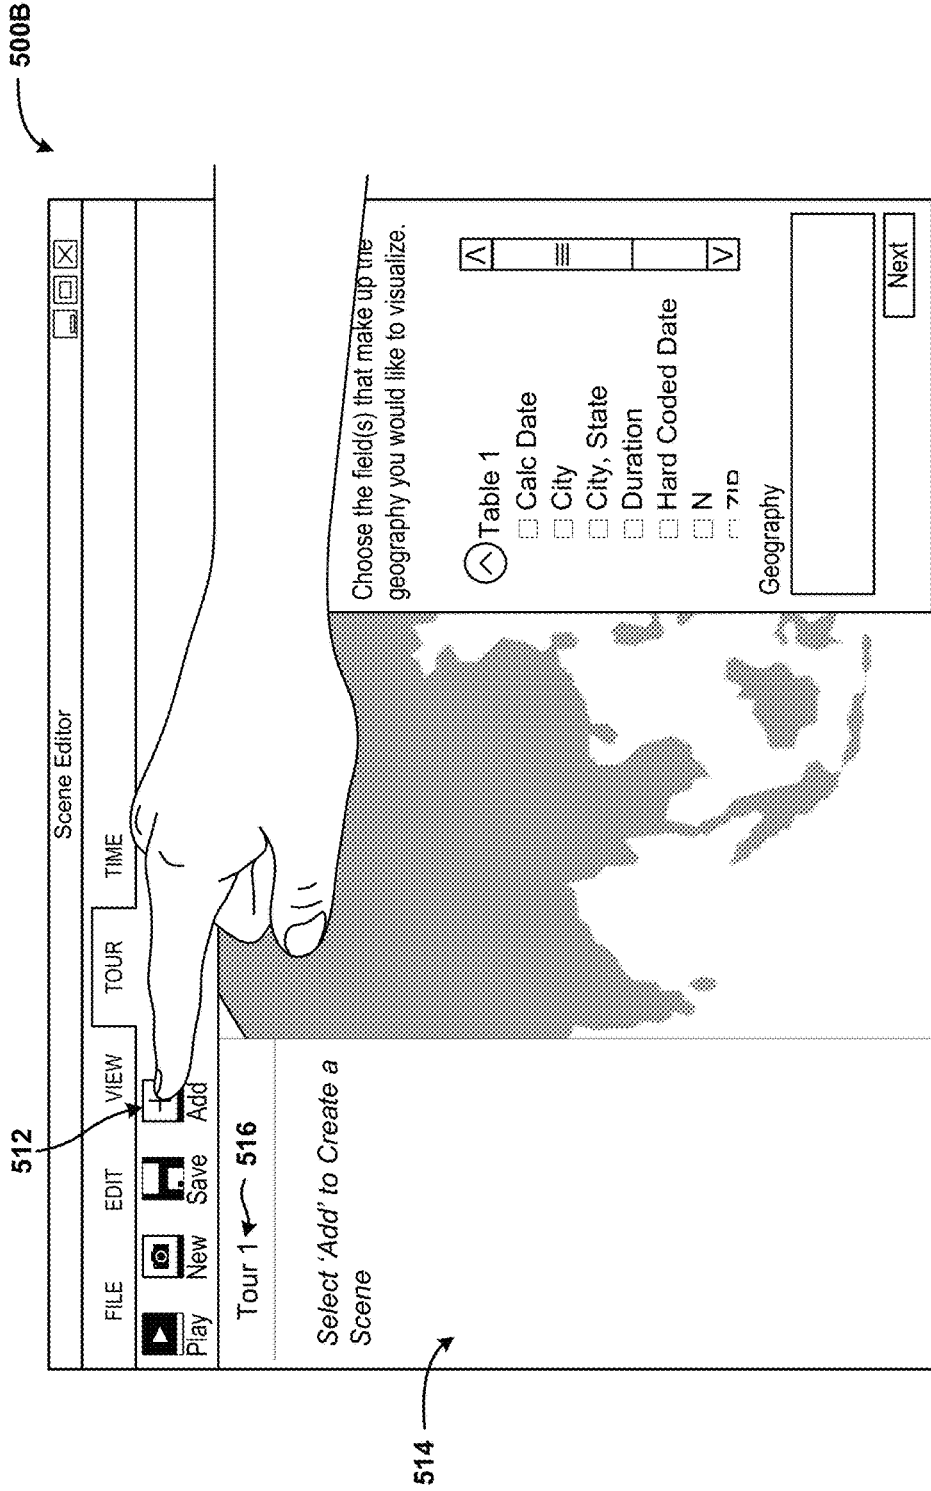 500B
Scene Editor
FILE EDIT VIEW TOUR TIME
512
Play New Save Add
Tour 1 516
Select 'Add' to Create a
Scene
514
Choose the field(s) that make up the
geography you would like to visualize.
Table 1
Calc Date
City
City, State
Duration
Hard Coded Date
N
Geography
Next